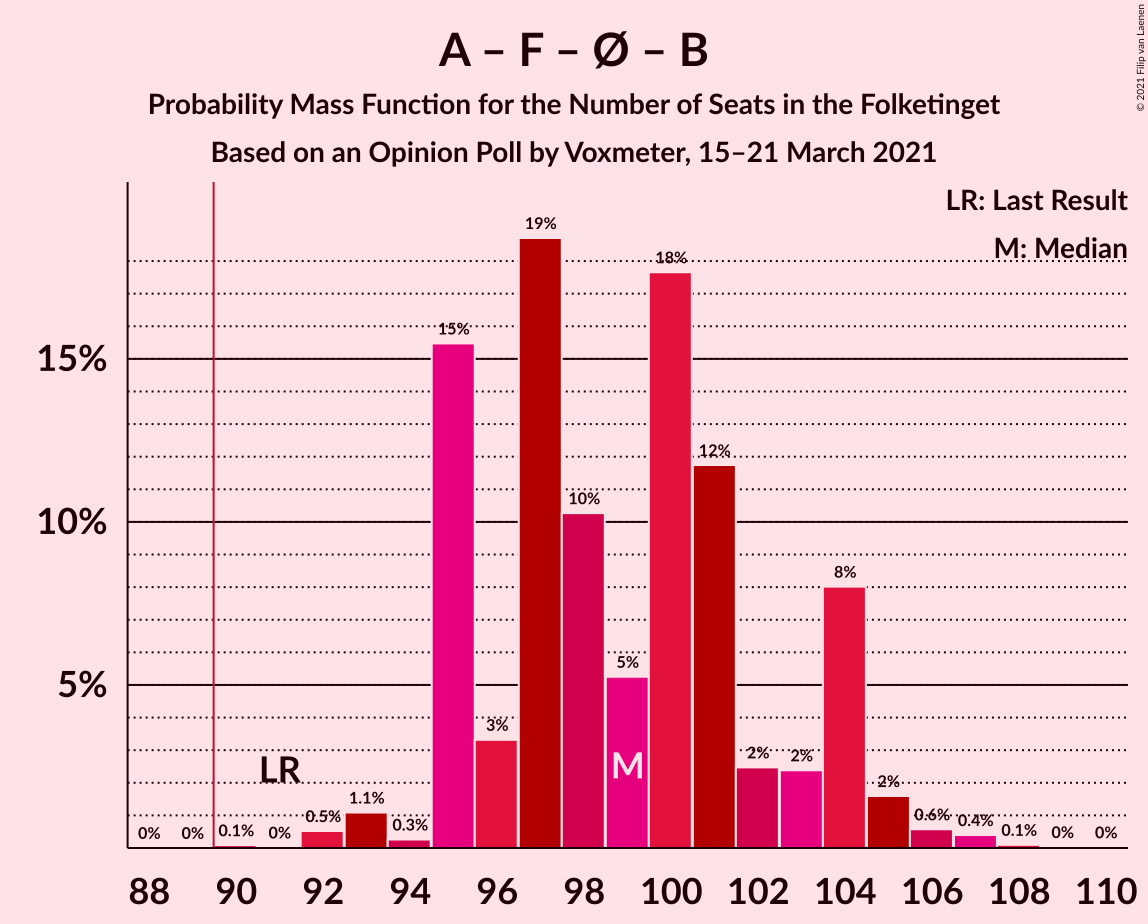 A – F – Ø – B
Probability Mass Function for the Number of Seats in the Folketinget
Based on an Opinion Poll by Voxmeter, 15–21 March 2021
© 2021 Filip van Laenen
LR: Last Result
M: Median
15%
10%
5%
0%
0%
0.1%
0%
0.5%
1.1%
0.3%
15%
3%
19%
10%
5%
18%
12%
2%
2%
8%
2%
0.6%
0.4%
0.1%
0%
0%
LR
M
88 90 92 94 96 98 100 102 104 106 108 110